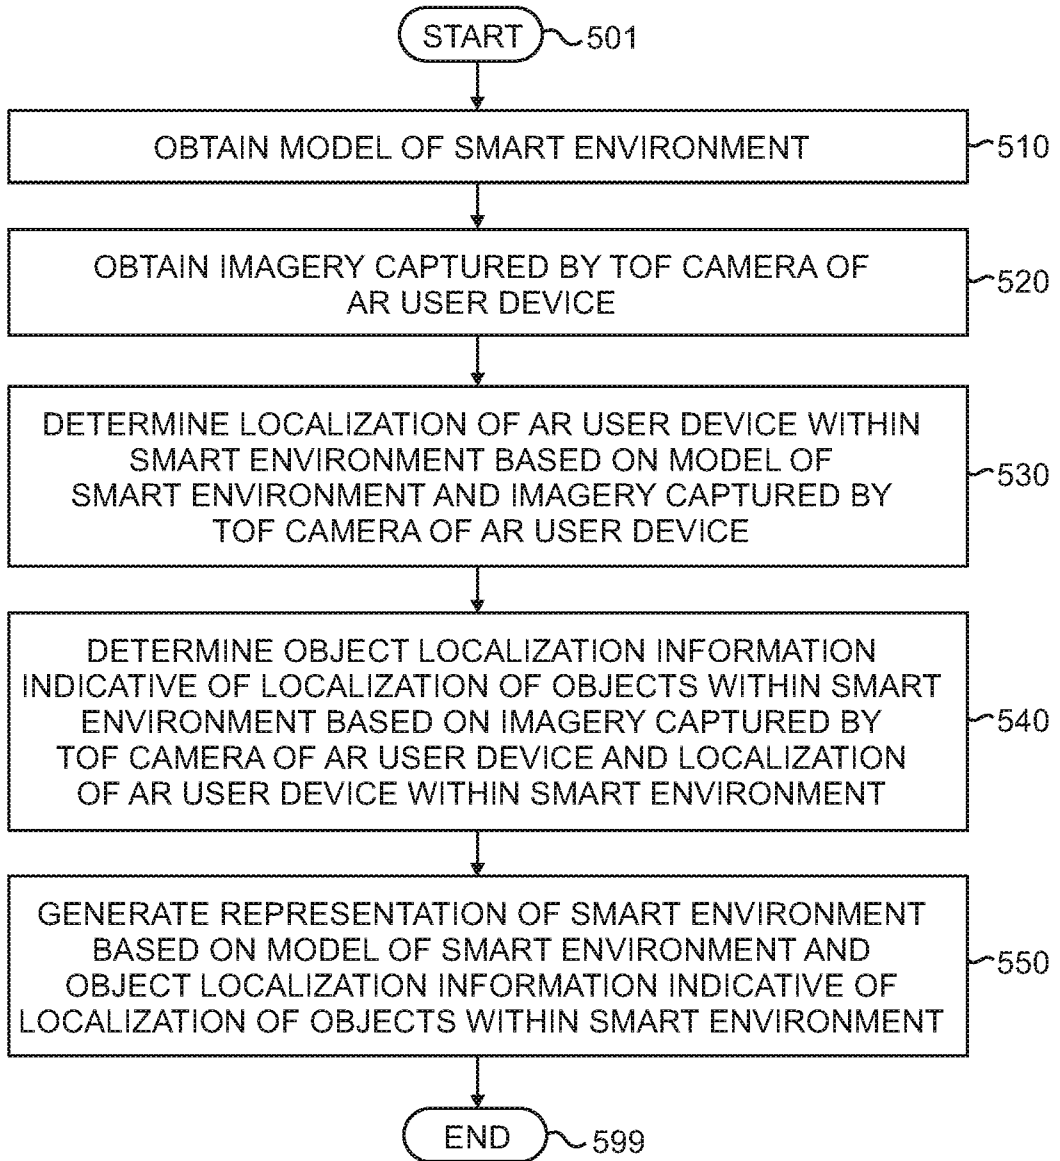 START
501
OBTAIN MODEL OF SMART ENVIRONMENT
510
OBTAIN IMAGERY CAPTURED BY TOF CAMERA OF
AR USER DEVICE
520
DETERMINE LOCALIZATION OF AR USER DEVICE WITHIN
SMART ENVIRONMENT BASED ON MODEL OF
SMART ENVIRONMENT AND IMAGERY CAPTURED BY
TOF CAMERA OF AR USER DEVICE
530
DETERMINE OBJECT LOCALIZATION INFORMATION
INDICATIVE OF LOCALIZATION OF OBJECTS WITHIN SMART
ENVIRONMENT BASED ON IMAGERY CAPTURED BY
TOF CAMERA OF AR USER DEVICE AND LOCALIZATION
OF AR USER DEVICE WITHIN SMART ENVIRONMENT
540
GENERATE REPRESENTATION OF SMART ENVIRONMENT
BASED ON MODEL OF SMART ENVIRONMENT AND
OBJECT LOCALIZATION INFORMATION INDICATIVE OF
LOCALIZATION OF OBJECTS WITHIN SMART ENVIRONMENT
550
END
599